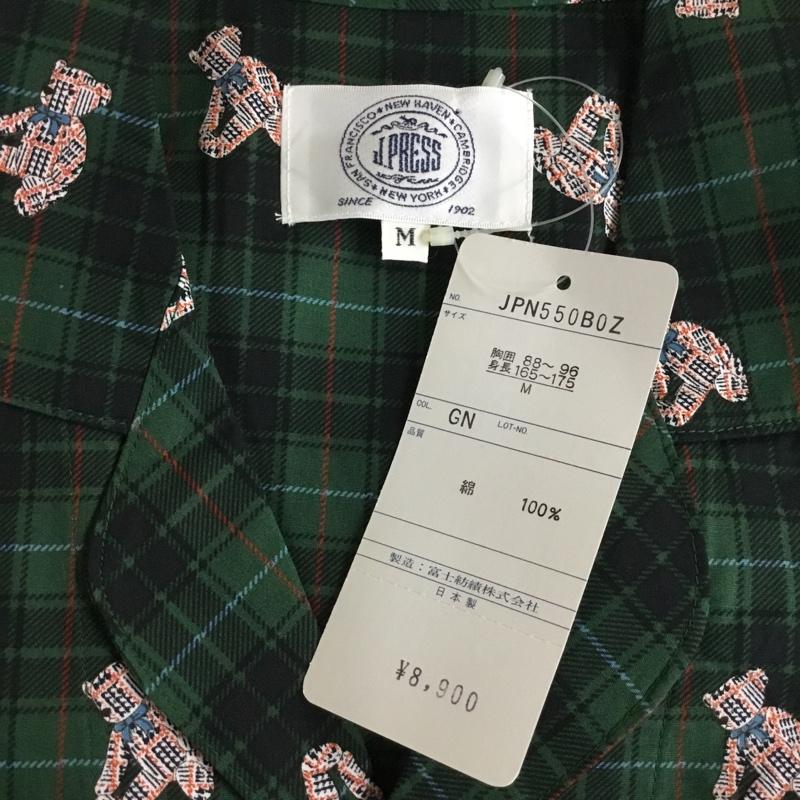 SAN FRANCISCO ★ NEW HAVEN ★ CAMBRIDGE ★ NEW YORK ★
J.PRESS
SINCE 1902
M
NO. JPN550B0Z
サイズ
胸囲 88〜96
身長 165〜175
M
COL. GN LOT-NO.
品質
綿 100%
製造：富士紡績株式会社
日本製
¥8,900